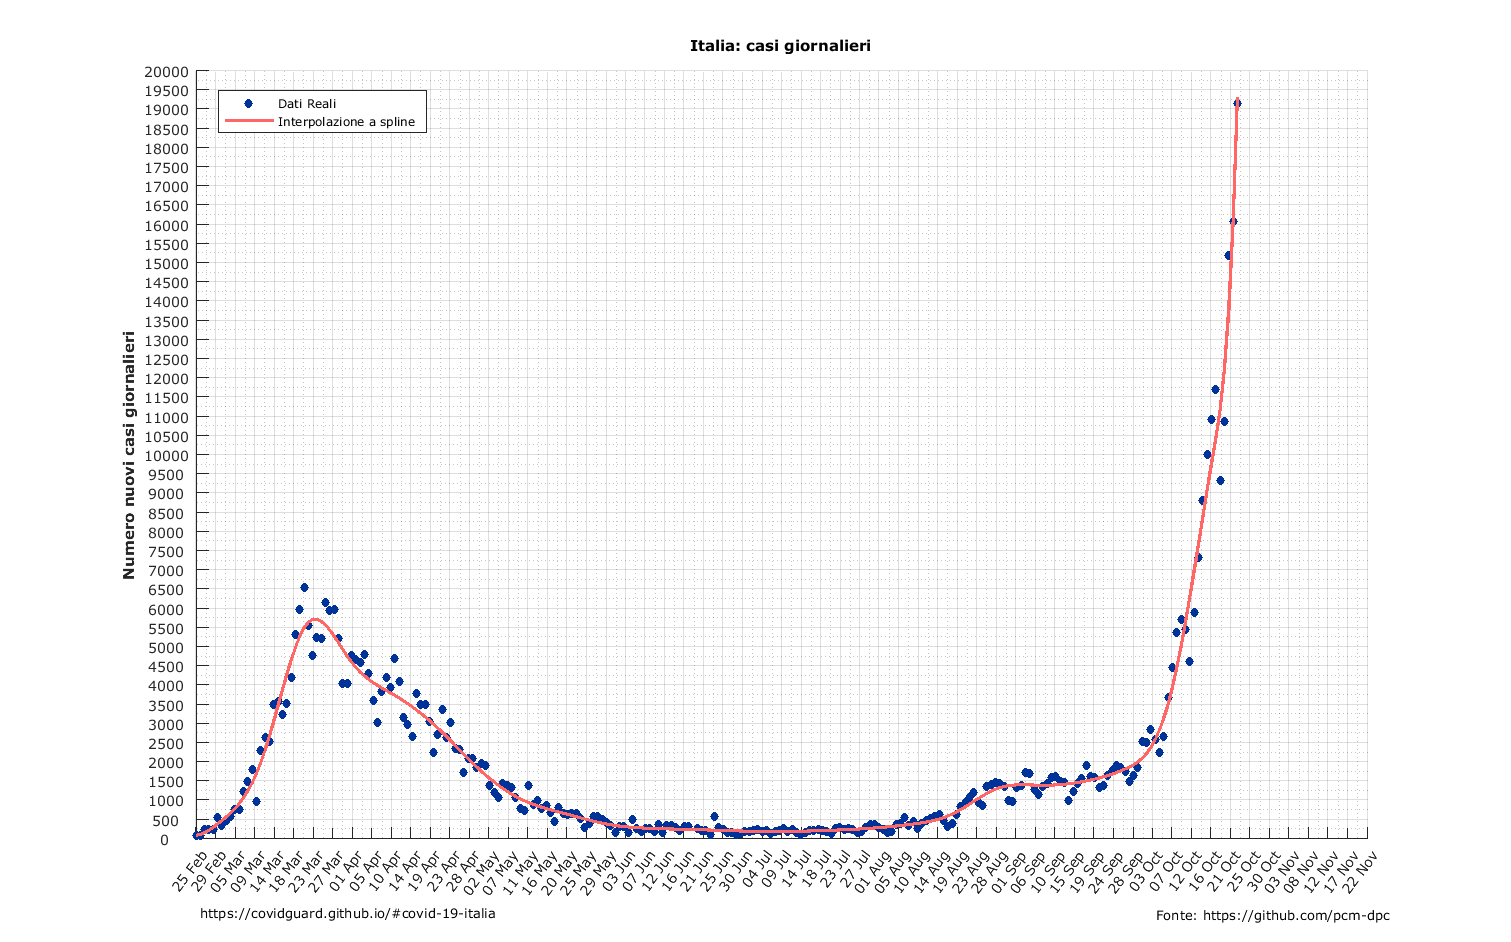 Italia: casi giornalieri
Dati Reali
Interpolazione a spline
Numero nuovi casi giornalieri
20000
19500
19000
18500
18000
17500
17000
16500
16000
15500
15000
14500
14000
13500
13000
12500
12000
11500
11000
10500
10000
9500
9000
8500
8000
7500
7000
6500
6000
5500
5000
4500
4000
3500
3000
2500
2000
1500
1000
500
0
25 Feb
29 Feb
05 Mar
09 Mar
14 Mar
18 Mar
23 Mar
27 Mar
01 Apr
05 Apr
10 Apr
14 Apr
19 Apr
23 Apr
28 Apr
02 May
07 May
11 May
16 May
20 May
25 May
29 May
03 Jun
07 Jun
12 Jun
16 Jun
21 Jun
25 Jun
30 Jun
04 Jul
09 Jul
14 Jul
18 Jul
23 Jul
27 Jul
01 Aug
05 Aug
10 Aug
14 Aug
19 Aug
23 Aug
28 Aug
01 Sep
06 Sep
10 Sep
15 Sep
19 Sep
24 Sep
28 Sep
03 Oct
07 Oct
12 Oct
16 Oct
21 Oct
25 Oct
30 Oct
03 Nov
08 Nov
12 Nov
17 Nov
22 Nov
https://covidguard.github.io/#covid-19-italia
Fonte: https://github.com/pcm-dpc